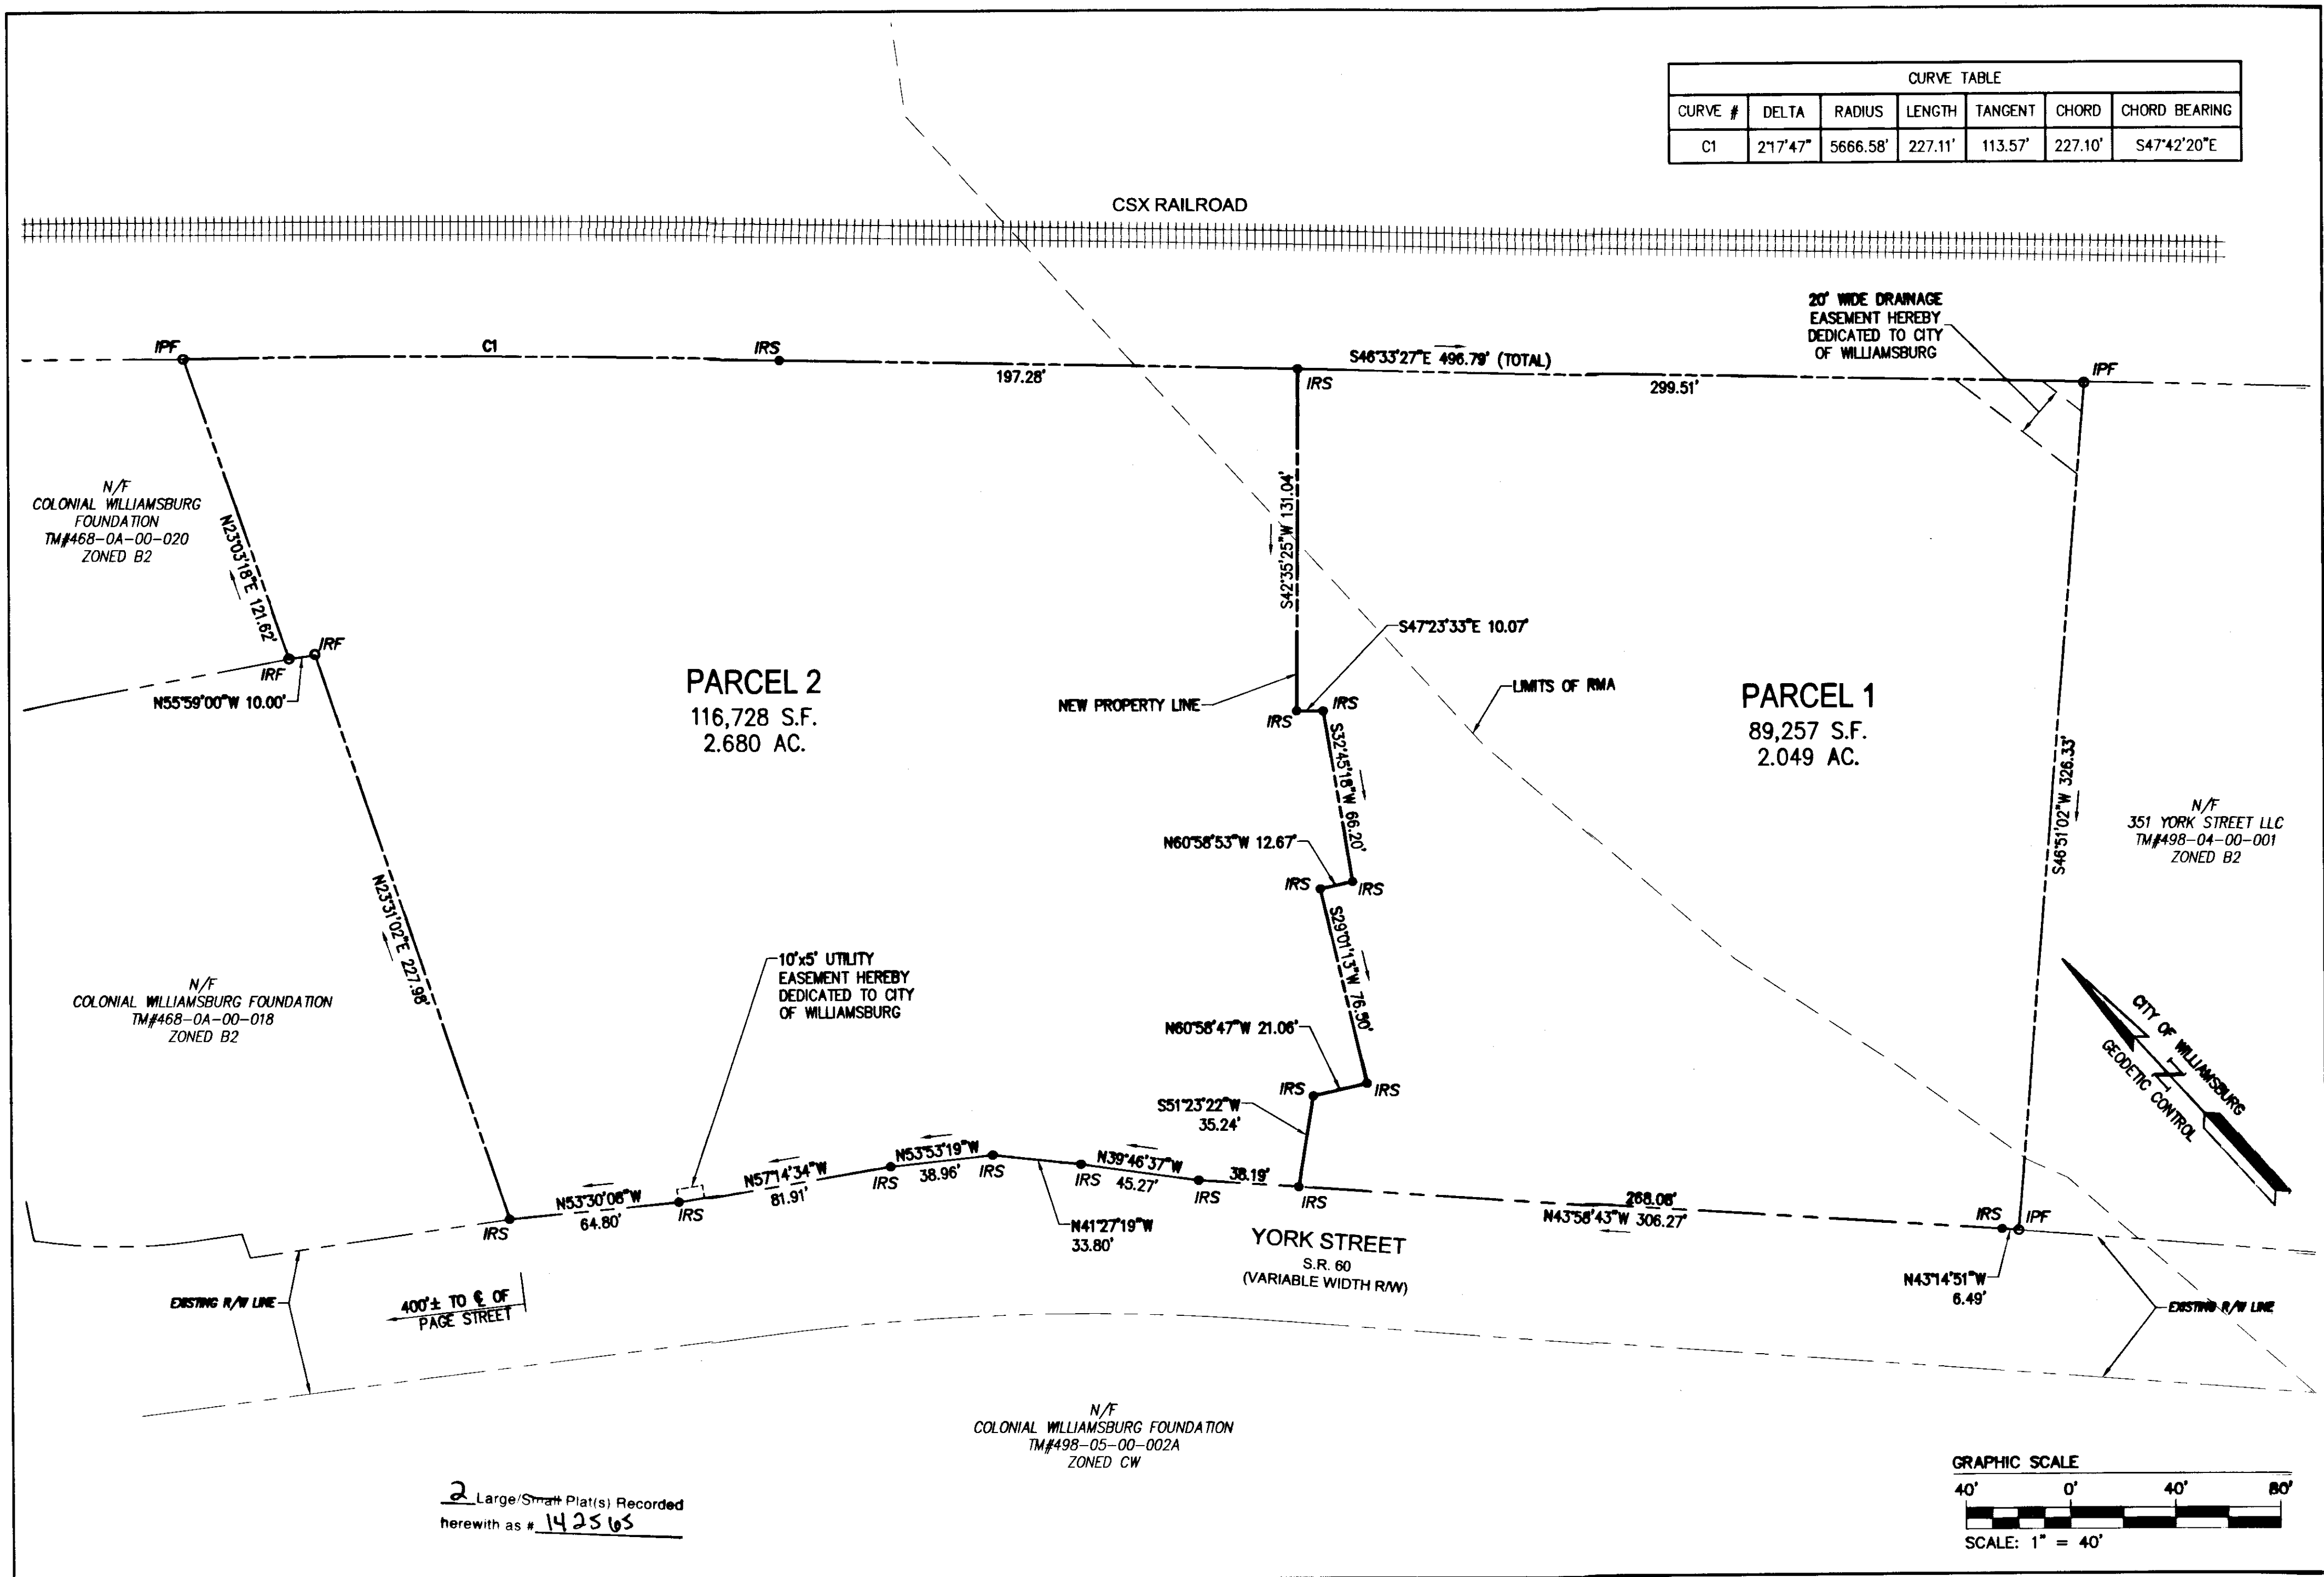 CURVE TABLE
CURVE # DELTA RADIUS LENGTH TANGENT CHORD CHORD BEARING
C1 2°17'47" 5666.58' 227.11' 113.57' 227.10' S47°42'20"E
CSX RAILROAD
20' WIDE DRAINAGE
EASEMENT HEREBY
DEDICATED TO CITY
OF WILLIAMSBURG
IPF
C1
IRS
S46°33'27"E 496.79' (TOTAL)
197.28'
IRS
299.51'
IPF
N/F
COLONIAL WILLIAMSBURG
FOUNDATION
TM#468-0A-00-020
ZONED B2
N23°03'18"E 121.62'
S42°35'25"W 131.04'
S47°23'33"E 10.07'
IRF
IRF
N55°59'00"W 10.00'
PARCEL 2
116,728 S.F.
2.680 AC.
NEW PROPERTY LINE
IRS
IRS
LIMITS OF RMA
PARCEL 1
89,257 S.F.
2.049 AC.
S32°45'18"W 66.20'
S46°51'02"W 326.33'
N/F
351 YORK STREET LLC
TM#498-04-00-001
ZONED B2
N60°58'53"W 12.67'
IRS
IRS
N23°31'02"E 227.98'
S29°01'13"W 76.50'
N/F
COLONIAL WILLIAMSBURG FOUNDATION
TM#468-0A-00-018
ZONED B2
10'x5' UTILITY
EASEMENT HEREBY
DEDICATED TO CITY
OF WILLIAMSBURG
N60°58'47"W 21.06'
IRS
IRS
CITY OF WILLIAMSBURG
GEODETIC CONTROL
S51°23'22"W
35.24'
N53°30'08"W
64.80'
IRS
IRS
N57°14'34"W
81.91'
IRS
N53°53'19"W
38.96'
IRS
N41°27'19"W
33.80'
IRS
N39°46'37"W
45.27'
IRS
38.19'
IRS
268.08'
N43°58'43"W 306.27'
IRS
IPF
N43°14'51"W
6.49'
YORK STREET
S.R. 60
(VARIABLE WIDTH R/W)
EXISTING R/W LINE
400'± TO ℄ OF
PAGE STREET
EXISTING R/W LINE
N/F
COLONIAL WILLIAMSBURG FOUNDATION
TM#498-05-00-002A
ZONED CW
2 Large/Small Plat(s) Recorded
herewith as # 142565
GRAPHIC SCALE
40' 0' 40' 80'
SCALE: 1" = 40'